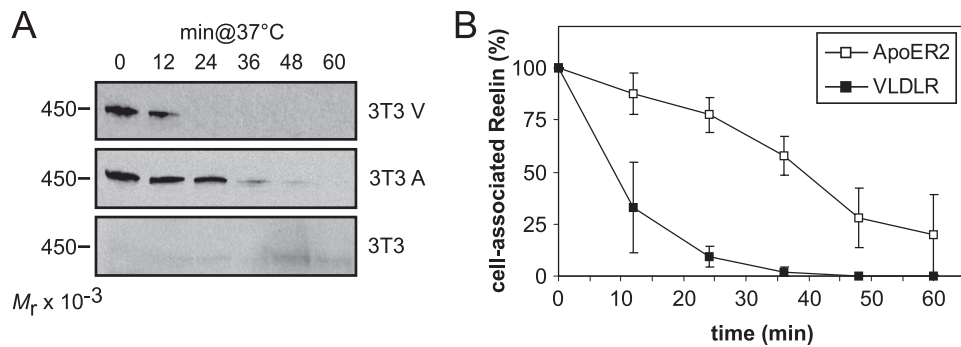 A
min@37°C
0 12 24 36 48 60
450 3T3 V
450 3T3 A
450 3T3
Mr x 10-3
B
ApoER2
VLDLR
cell-associated Reelin (%)
100
75
50
25
0
0 10 20 30 40 50 60
time (min)